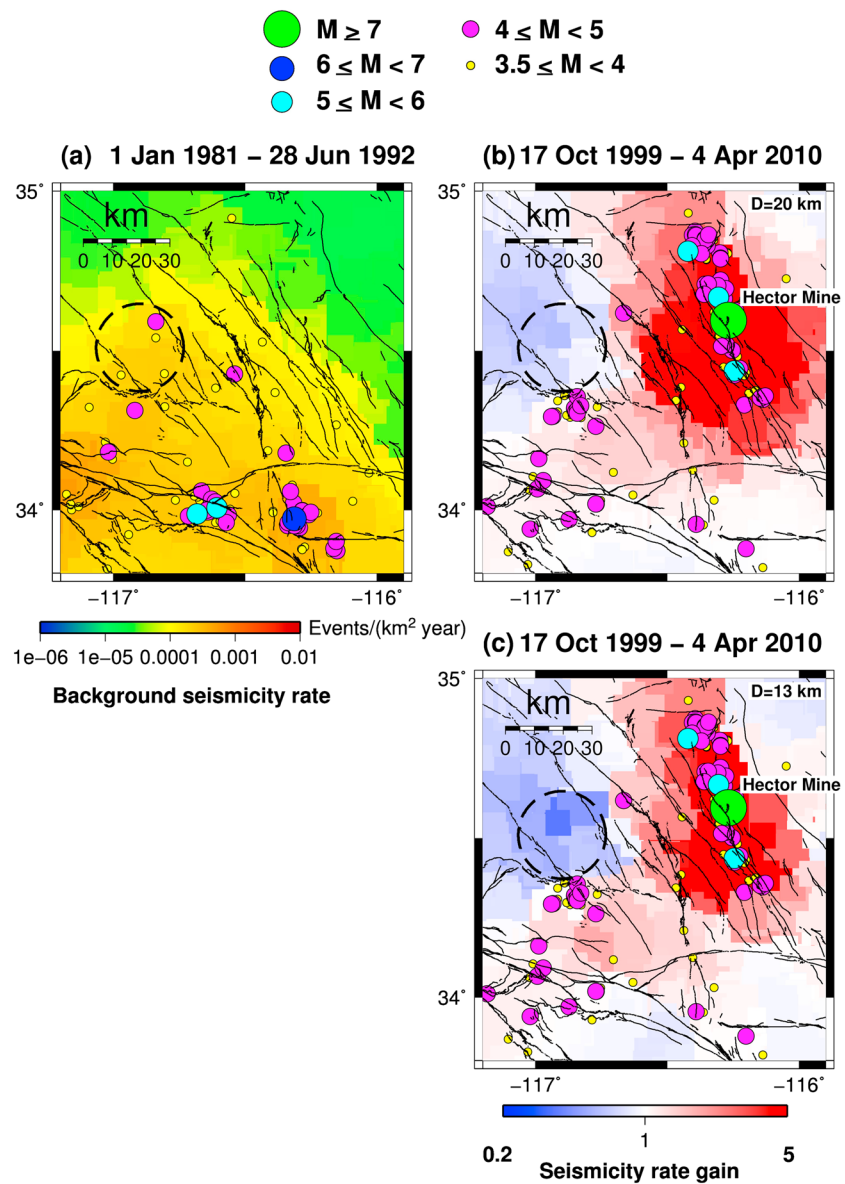 M ≥ 7
4 ≤ M < 5
6 ≤ M < 7
3.5 ≤ M < 4
5 ≤ M < 6
(a) 1 Jan 1981 − 28 Jun 1992
(b) 17 Oct 1999 − 4 Apr 2010
35˚
km
0 10 20 30
34˚
−117˚
−116˚
D=20 km
km
0 10 20 30
Hector Mine
−117˚
−116˚
Events/(km² year)
1e−06 1e−05 0.0001 0.001 0.01
Background seismicity rate
(c) 17 Oct 1999 − 4 Apr 2010
35˚
D=13 km
km
0 10 20 30
Hector Mine
34˚
−117˚
−116˚
0.2 1 5
Seismicity rate gain